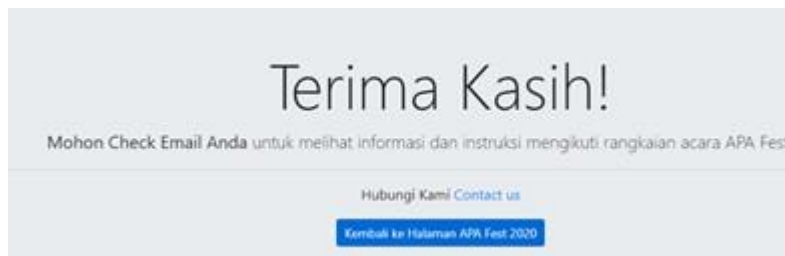 Terima Kasih!
Mohon Check Email Anda untuk melihat informasi dan instruksi mengikuti rangkaian acara APA Fes
Hubungi Kami Contact us
Kembali ke Halaman APA Fest 2020